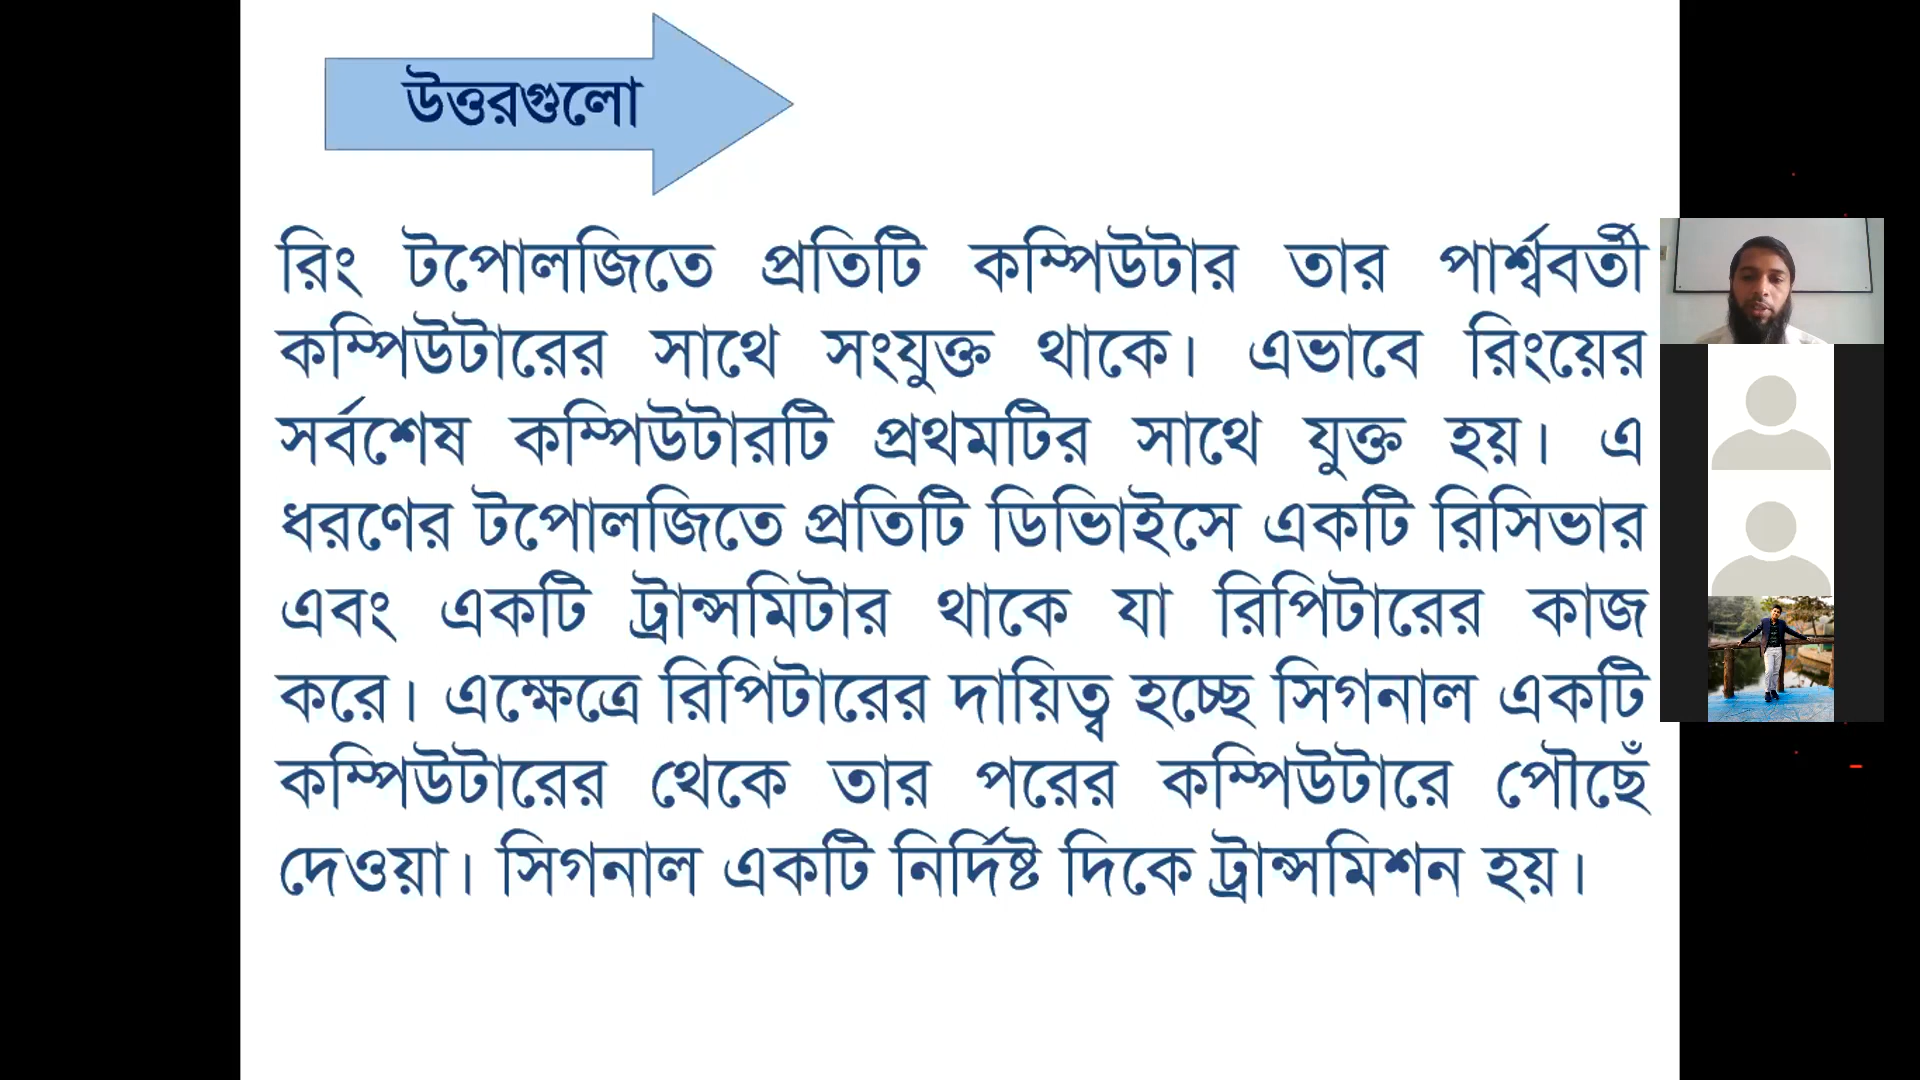 উত্তরগুলো
রিং টপোলজিতে প্রতিটি কম্পিউটার তার পার্শ্ববর্তী
কম্পিউটারের সাথে সংযুক্ত থাকে। এভাবে রিংয়ের
সর্বশেষ কম্পিউটারটি প্রথমটির সাথে যুক্ত হয়। এ
ধরণের টপোলজিতে প্রতিটি ডিভিাইসে একটি রিসিভার
এবং একটি ট্রান্সমিটার থাকে যা রিপিটারের কাজ
করে। এক্ষেত্রে রিপিটারের দায়িত্ব হচ্ছে সিগনাল একটি
কম্পিউটারের থেকে তার পরের কম্পিউটারে পৌছেঁ
দেওয়া। সিগনাল একটি নির্দিষ্ট দিকে ট্রান্সমিশন হয়।